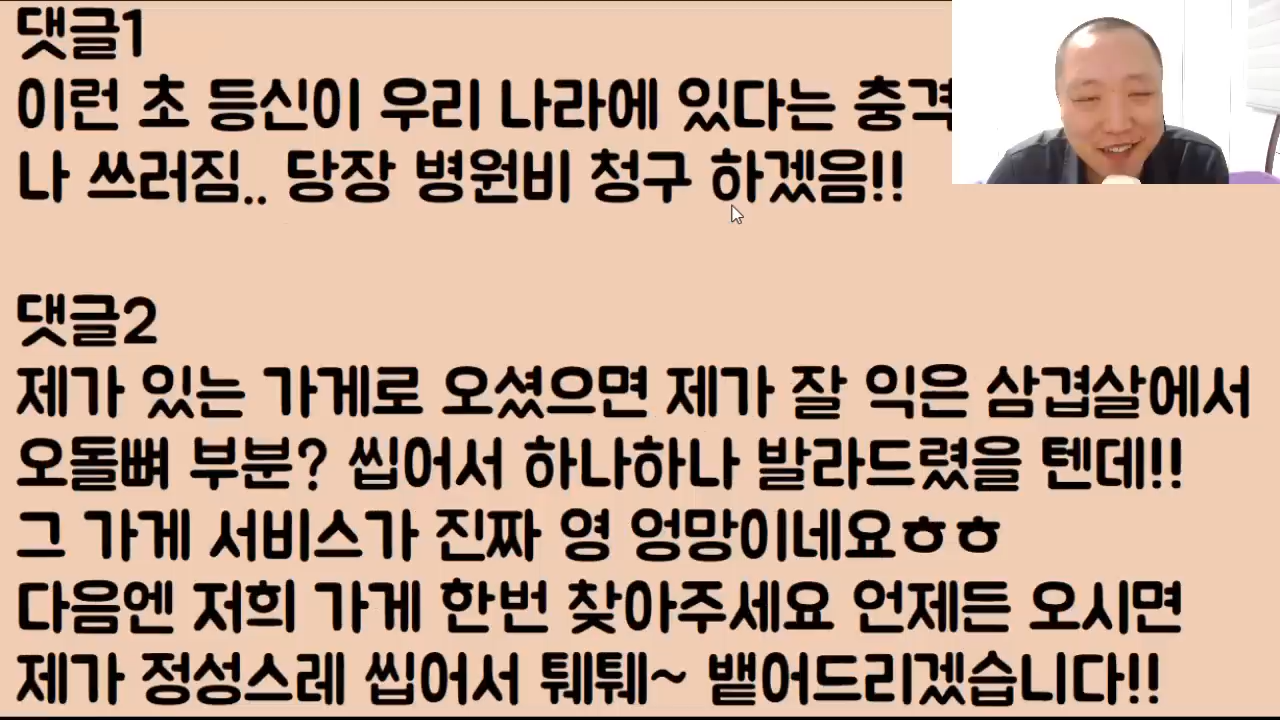 댓글1
이런 초 등신이 우리 나라에 있다는 충격
나 쓰러짐.. 당장 병원비 청구 하겠음!!
댓글2
제가 있는 가게로 오셨으면 제가 잘 익은 삼겹살에서
오돌뼈 부분? 씹어서 하나하나 발라드렸을 텐데!!
그 가게 서비스가 진짜 영 엉망이네요ㅎㅎ
다음엔 저희 가게 한번 찾아주세요 언제든 오시면
제가 정성스레 씹어서 퉤퉤~ 뱉어드리겠습니다!!